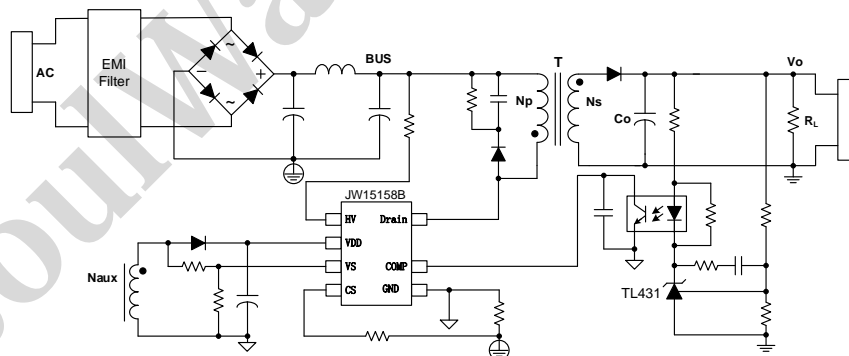 AC
EMI
Filter
~
−
+
~
BUS
Np
T
Ns
Co
Vo
RL
JW15158B
HV
Drain
VDD
VS
COMP
CS
GND
Naux
TL431